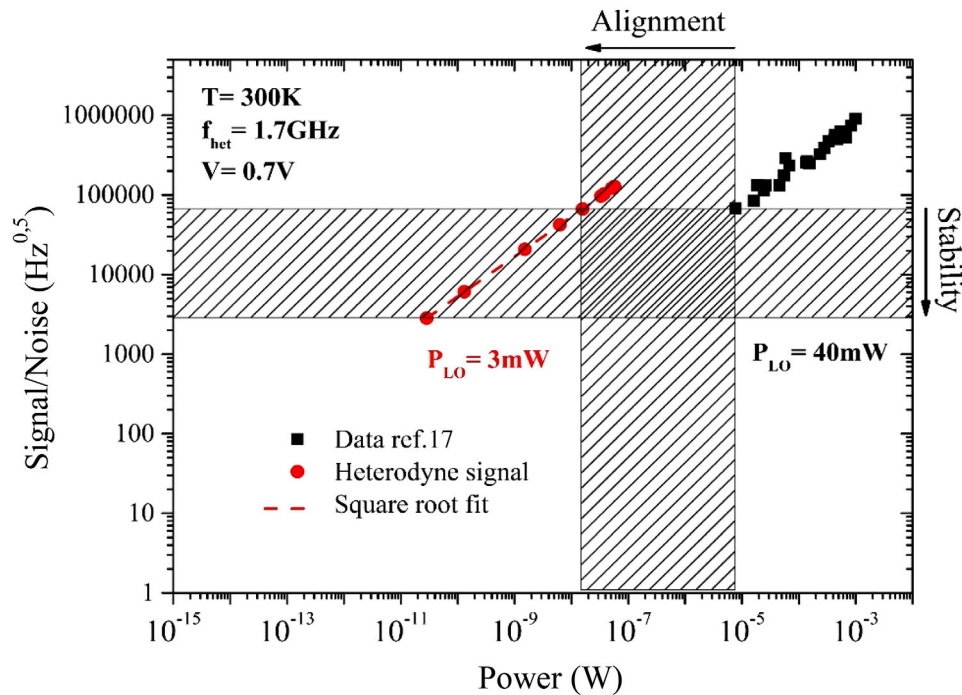 Alignment
T= 300K
f_het= 1.7GHz
V= 0.7V
Stability
P_LO= 3mW
P_LO= 40mW
Data ref.17
Heterodyne signal
Square root fit
Signal/Noise (Hz^0,5)
1000000
100000
10000
1000
100
10
1
10^-15
10^-13
10^-11
10^-9
10^-7
10^-5
10^-3
Power (W)